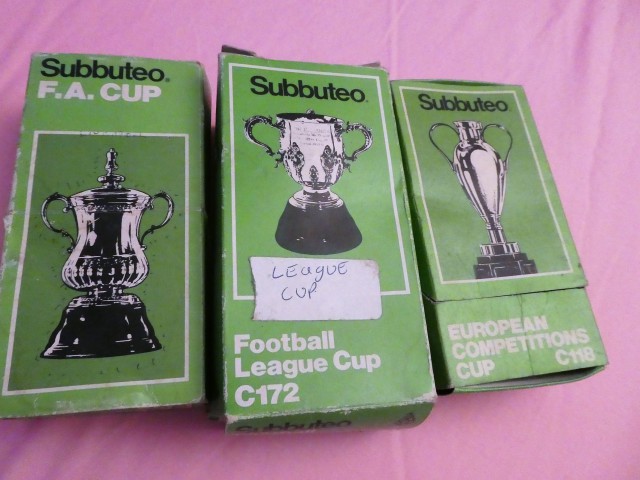 Subbuteo®
F.A. CUP
Subbuteo®
LEAGUE
CUP
Football
League Cup
C172
Subbuteo
Subbuteo®
EUROPEAN
COMPETITIONS
CUP C118